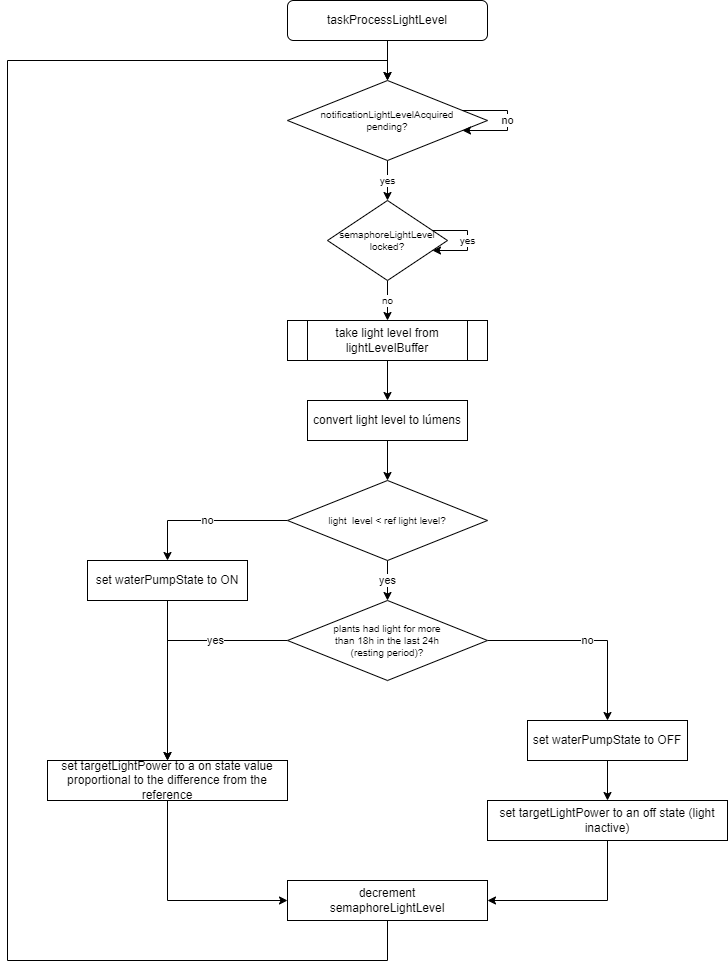 taskProcessLightLevel
notificationLightLevelAcquired
pending?
no
yes
semaphoreLightLevel
locked?
yes
no
take light level from
lightLevelBuffer
convert light level to lúmens
light level < ref light level?
no
set waterPumpState to ON
yes
plants had light for more
than 18h in the last 24h
(resting period)?
yes
no
set waterPumpState to OFF
set targetLightPower to a on state value
proportional to the difference from the
reference
set targetLightPower to an off state (light
inactive)
decrement
semaphoreLightLevel